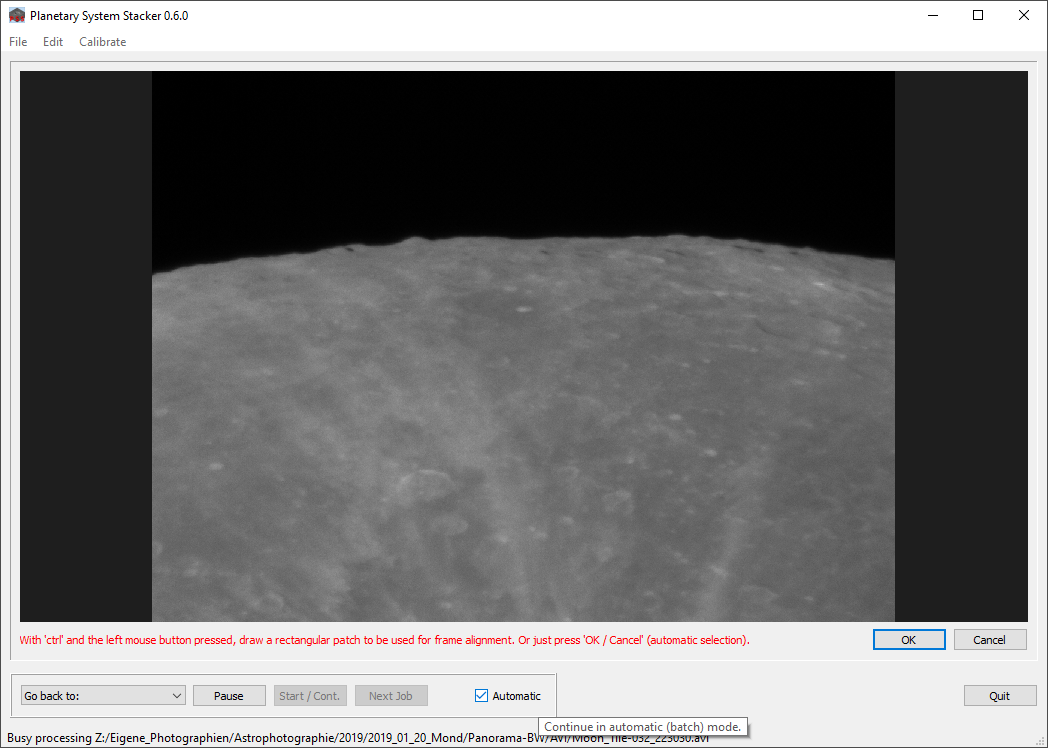 Planetary System Stacker 0.6.0
File Edit Calibrate
With 'ctrl' and the left mouse button pressed, draw a rectangular patch to be used for frame alignment. Or just press 'OK / Cancel' (automatic selection).
OK Cancel
Go back to: Pause Start / Cont. Next Job Automatic Quit
Continue in automatic (batch) mode.
Busy processing Z:/Eigene_Photographien/Astrophotographie/2019/2019_01_20_Mond/Panorama-BW/AVI/Moon_Tile-032_223030.avi